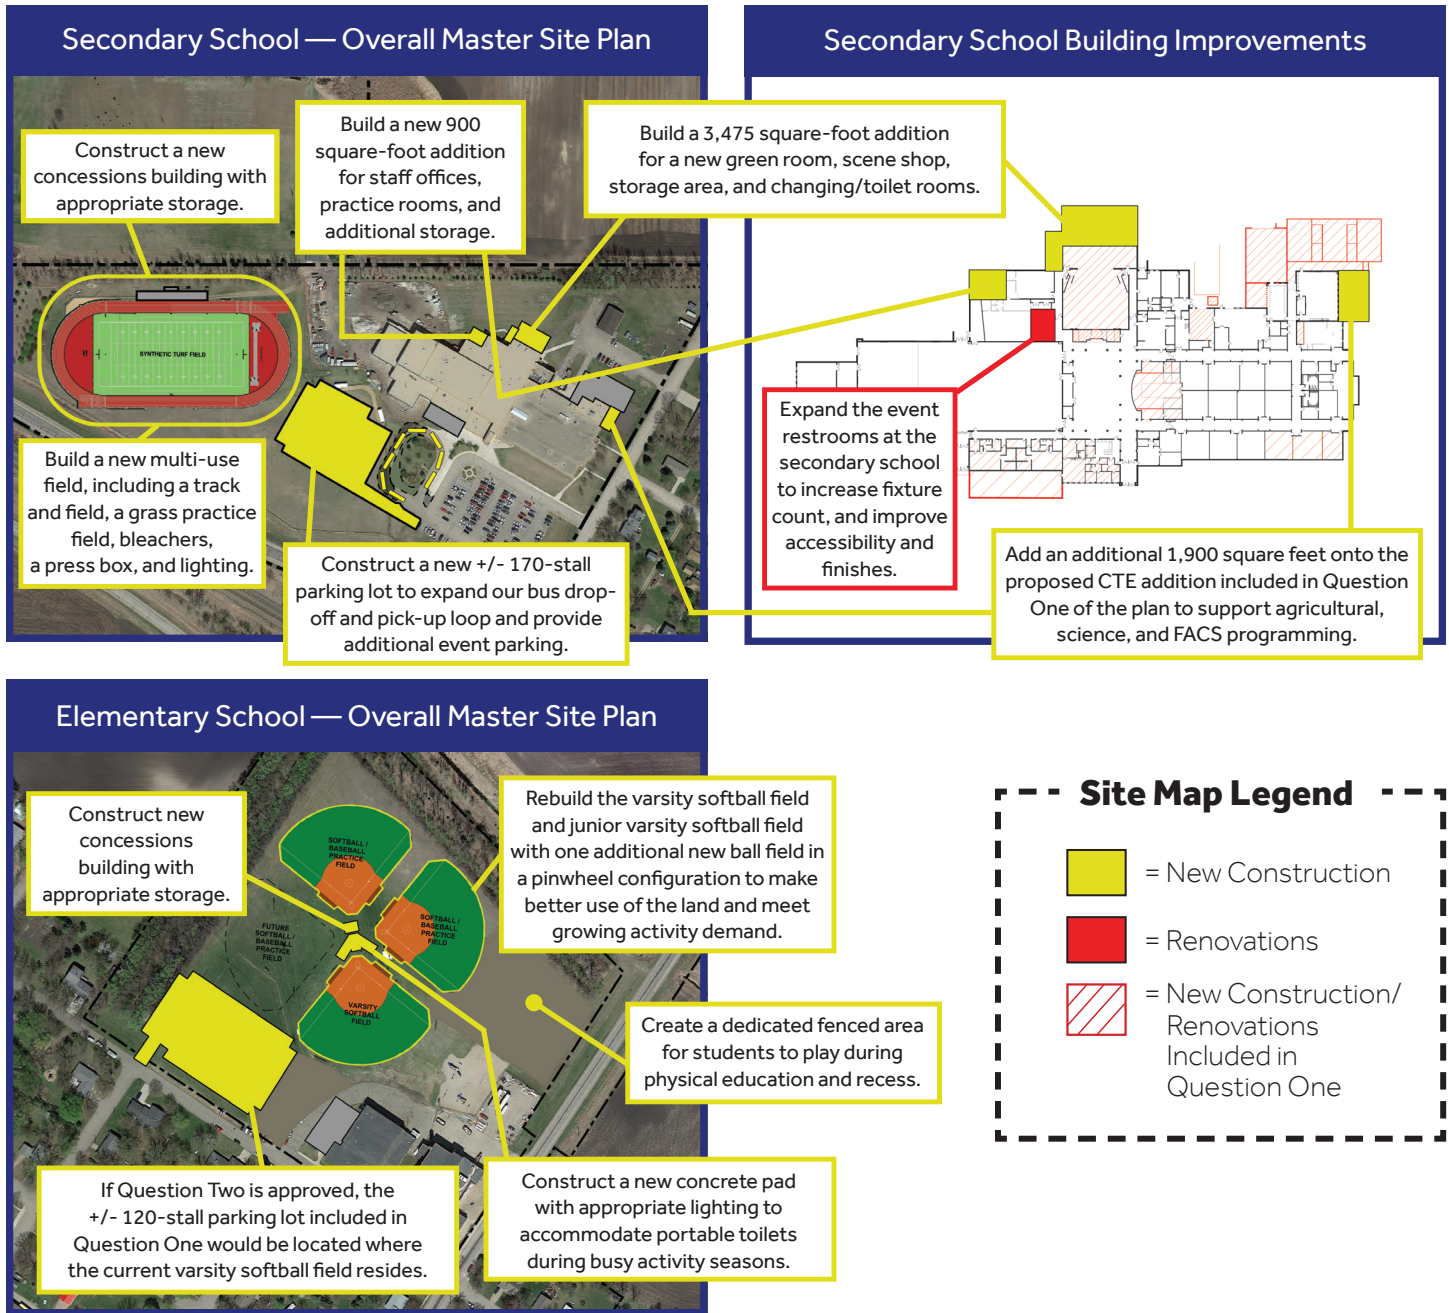 Secondary School — Overall Master Site Plan
Construct a new
concessions building with
appropriate storage.
Build a new 900
square-foot addition
for staff offices,
practice rooms, and
additional storage.
SYNTHETIC TURF FIELD
Build a new multi-use
field, including a track
and field, a grass practice
field, bleachers,
a press box, and lighting.
Construct a new +/- 170-stall
parking lot to expand our bus drop-
off and pick-up loop and provide
additional event parking.
Secondary School Building Improvements
Build a 3,475 square-foot addition
for a new green room, scene shop,
storage area, and changing/toilet rooms.
Expand the event
restrooms at the
secondary school
to increase fixture
count, and improve
accessibility and
finishes.
Add an additional 1,900 square feet onto the
proposed CTE addition included in Question
One of the plan to support agricultural,
science, and FACS programming.
Elementary School — Overall Master Site Plan
Construct new
concessions
building with
appropriate storage.
Rebuild the varsity softball field
and junior varsity softball field
with one additional new ball field in
a pinwheel configuration to make
better use of the land and meet
growing activity demand.
SOFTBALL /
BASEBALL
PRACTICE
FIELD
SOFTBALL /
BASEBALL
PRACTICE
FIELD
FUTURE
SOFTBALL /
BASEBALL
PRACTICE
FIELD
VARSITY
SOFTBALL
FIELD
Create a dedicated fenced area
for students to play during
physical education and recess.
If Question Two is approved, the
+/- 120-stall parking lot included in
Question One would be located where
the current varsity softball field resides.
Construct a new concrete pad
with appropriate lighting to
accommodate portable toilets
during busy activity seasons.
Site Map Legend
= New Construction
= Renovations
= New Construction/
Renovations
Included in
Question One